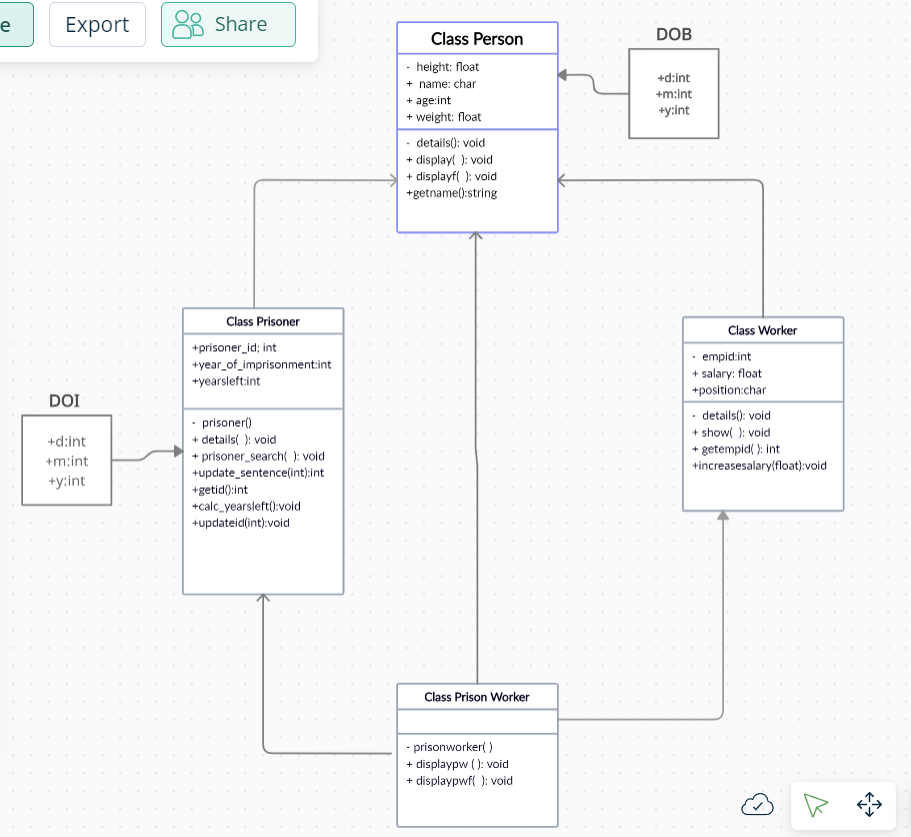 e
Export
Share
Class Person
- height: float
+ name: char
+ age:int
+ weight: float
- details(): void
+ display( ): void
+ displayf( ): void
+getname():string
DOB
+d:int
+m:int
+y:int
Class Prisoner
+prisoner_id; int
+year_of_imprisonment:int
+yearsleft:int
- prisoner()
+ details( ): void
+ prisoner_search( ): void
+update_sentence(int):int
+getid():int
+calc_yearsleft():void
+updateid(int):void
DOI
+d:int
+m:int
+y:int
Class Worker
- empid:int
+ salary: float
+position:char
- details(): void
+ show( ): void
+ getempid( ): int
+increasesalary(float):void
Class Prison Worker
- prisonworker( )
+ displaypw ( ): void
+ displaypwf( ): void